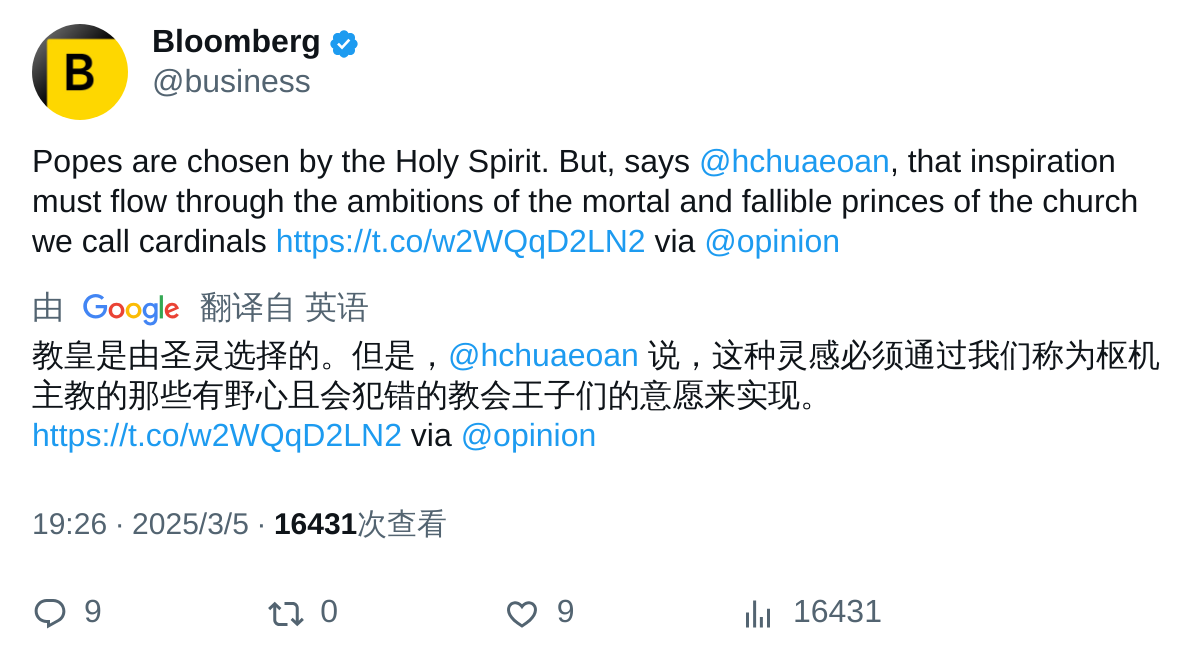 B
Bloomberg
@business
Popes are chosen by the Holy Spirit. But, says @hchuaeoan, that inspiration
must flow through the ambitions of the mortal and fallible princes of the church
we call cardinals https://t.co/w2WQqD2LN2 via @opinion
由 Google 翻译自 英语
教皇是由圣灵选择的。但是，@hchuaeoan 说，这种灵感必须通过我们称为枢机
主教的那些有野心且会犯错的教会王子们的意愿来实现。
https://t.co/w2WQqD2LN2 via @opinion
19:26 · 2025/3/5 · 16431次查看
9 0 9 16431